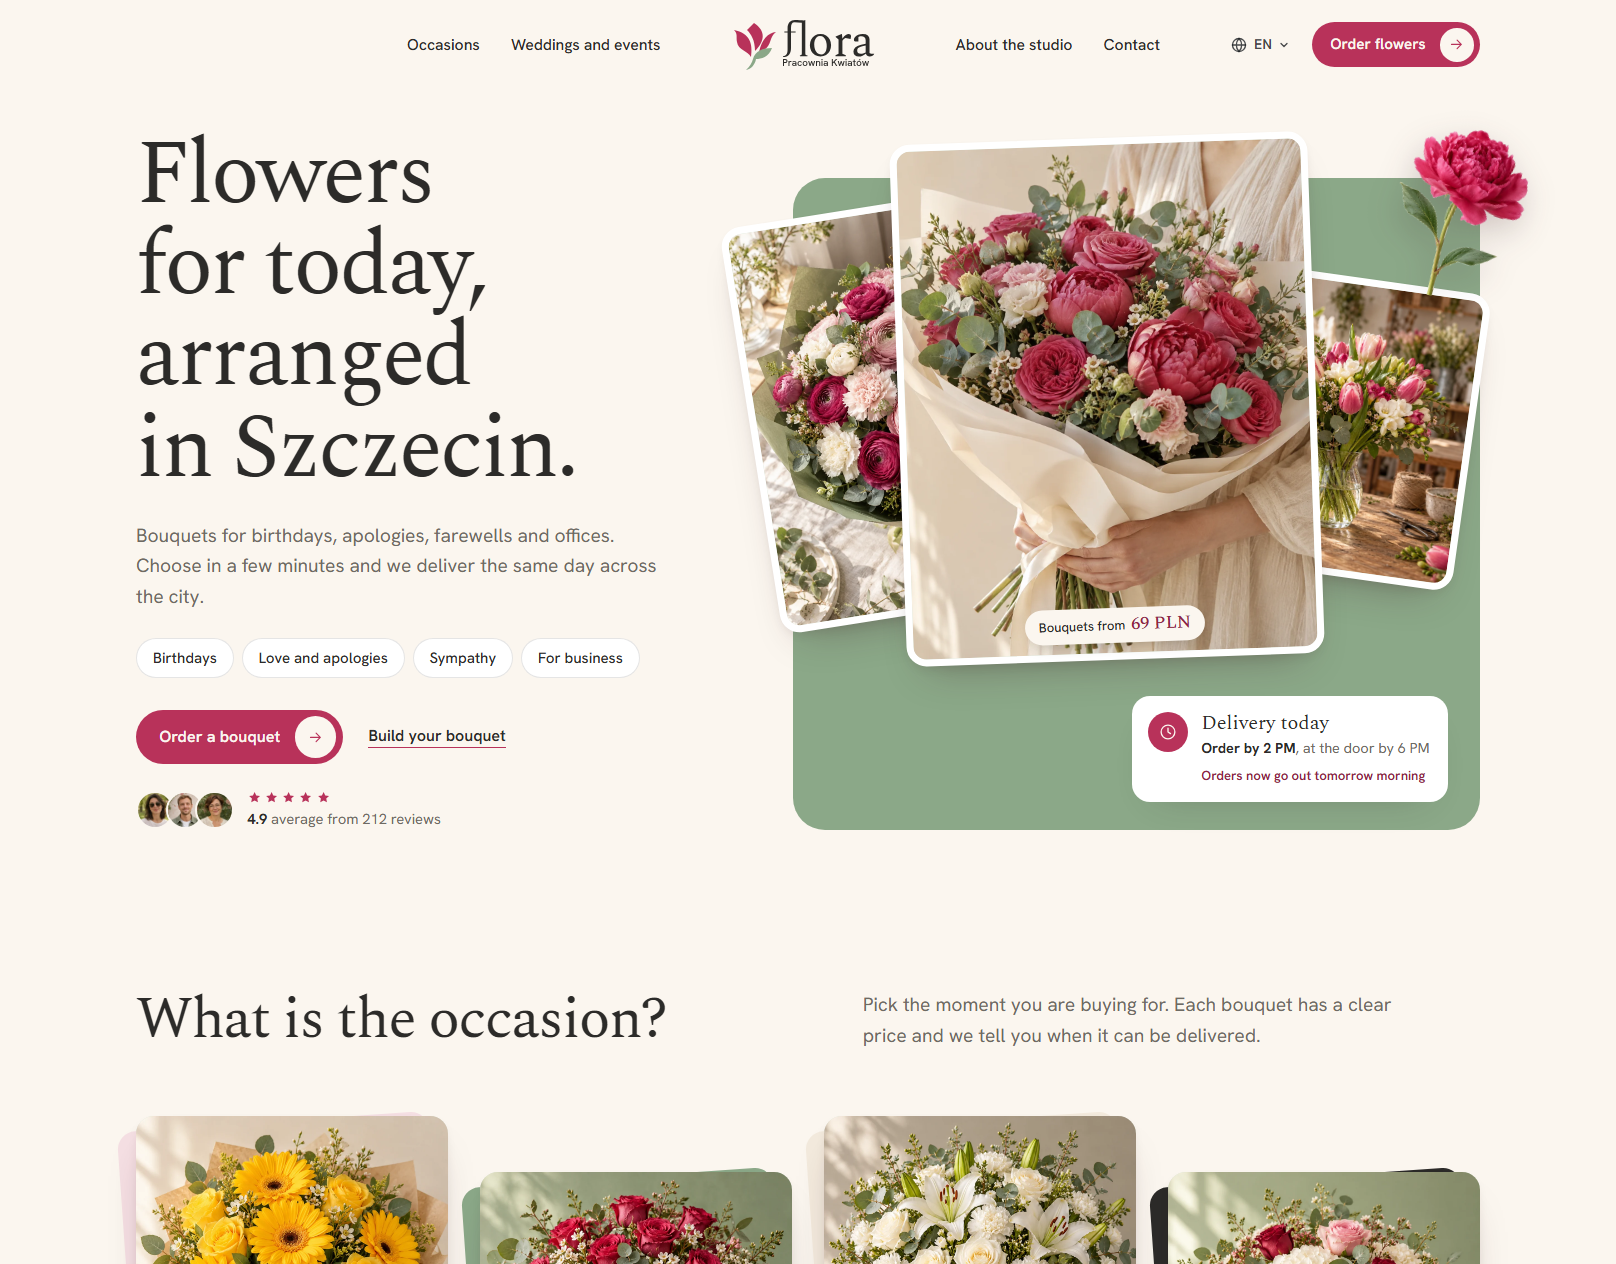 Occasions
Weddings and events
flora
Pracownia Kwiatów
About the studio
Contact
EN
Order flowers
Flowers
for today,
arranged
in Szczecin.
Bouquets for birthdays, apologies, farewells and offices.
Choose in a few minutes and we deliver the same day across
the city.
Birthdays
Love and apologies
Sympathy
For business
Order a bouquet
Build your bouquet
4.9 average from 212 reviews
Bouquets from 69 PLN
Delivery today
Order by 2 PM, at the door by 6 PM
Orders now go out tomorrow morning
What is the occasion?
Pick the moment you are buying for. Each bouquet has a clear
price and we tell you when it can be delivered.